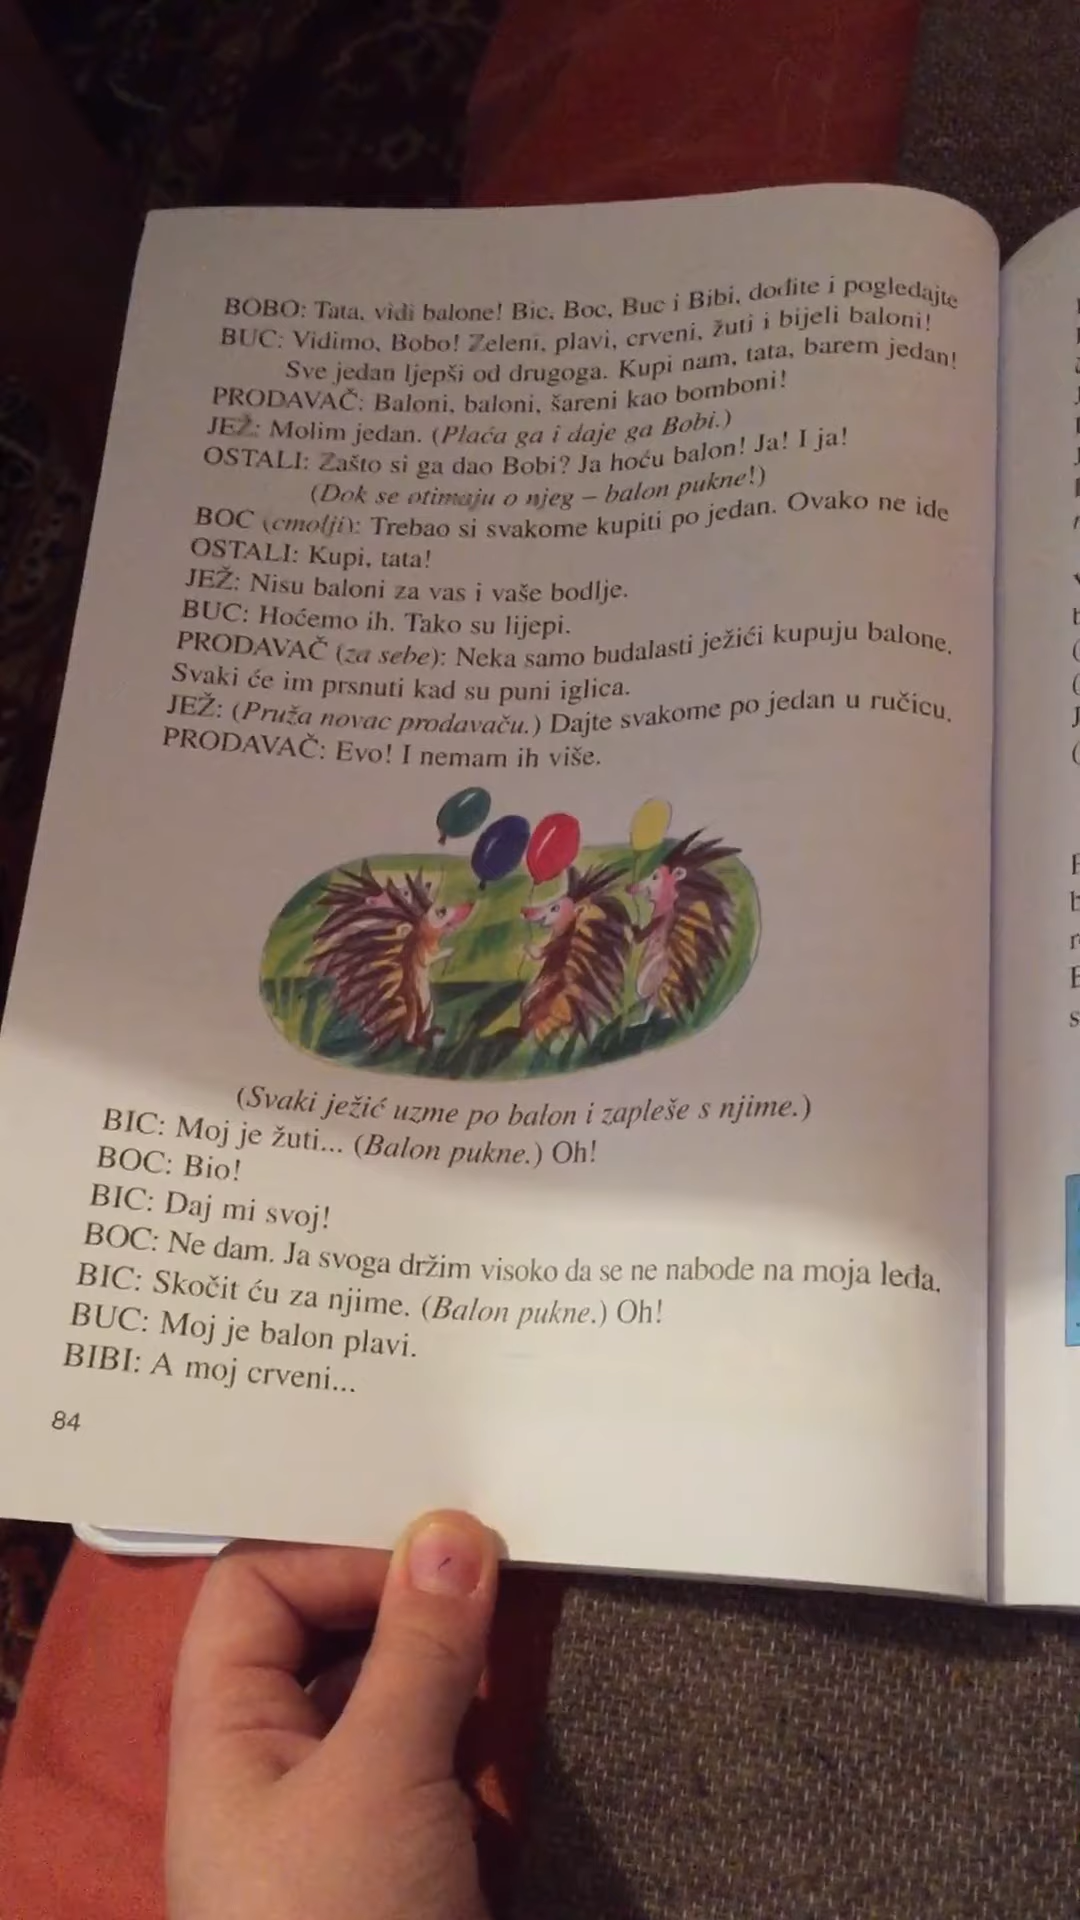 BOBO: Tata, vidi balone! Bic, Boc, Buc i Bibi, dođite i pogledajte
BUC: Vidimo, Bobo! Zeleni, plavi, crveni, žuti i bijeli baloni!
Sve jedan ljepši od drugoga. Kupi nam, tata, barem jedan!
PRODAVAČ: Baloni, baloni, šareni kao bomboni!
JEŽ: Molim jedan. (Plaća ga i daje ga Bobi.)
OSTALI: Zašto si ga dao Bobi? Ja hoću balon! Ja! I ja!
(Dok se otimaju o njeg – balon pukne!)
BOC (cmolji): Trebao si svakome kupiti po jedan. Ovako ne ide
OSTALI: Kupi, tata!
JEŽ: Nisu baloni za vas i vaše bodlje.
BUC: Hoćemo ih. Tako su lijepi.
PRODAVAČ (za sebe): Neka samo budalasti ježići kupuju balone.
Svaki će im prsnuti kad su puni iglica.
JEŽ: (Pruža novac prodavaču.) Dajte svakome po jedan u ručicu.
PRODAVAČ: Evo! I nemam ih više.
(Svaki ježić uzme po balon i zapleše s njime.)
BIC: Moj je žuti... (Balon pukne.) Oh!
BOC: Bio!
BIC: Daj mi svoj!
BOC: Ne dam. Ja svoga držim visoko da se ne nabode na moja leđa.
BIC: Skočit ću za njime. (Balon pukne.) Oh!
BUC: Moj je balon plavi.
BIBI: A moj crveni...
84